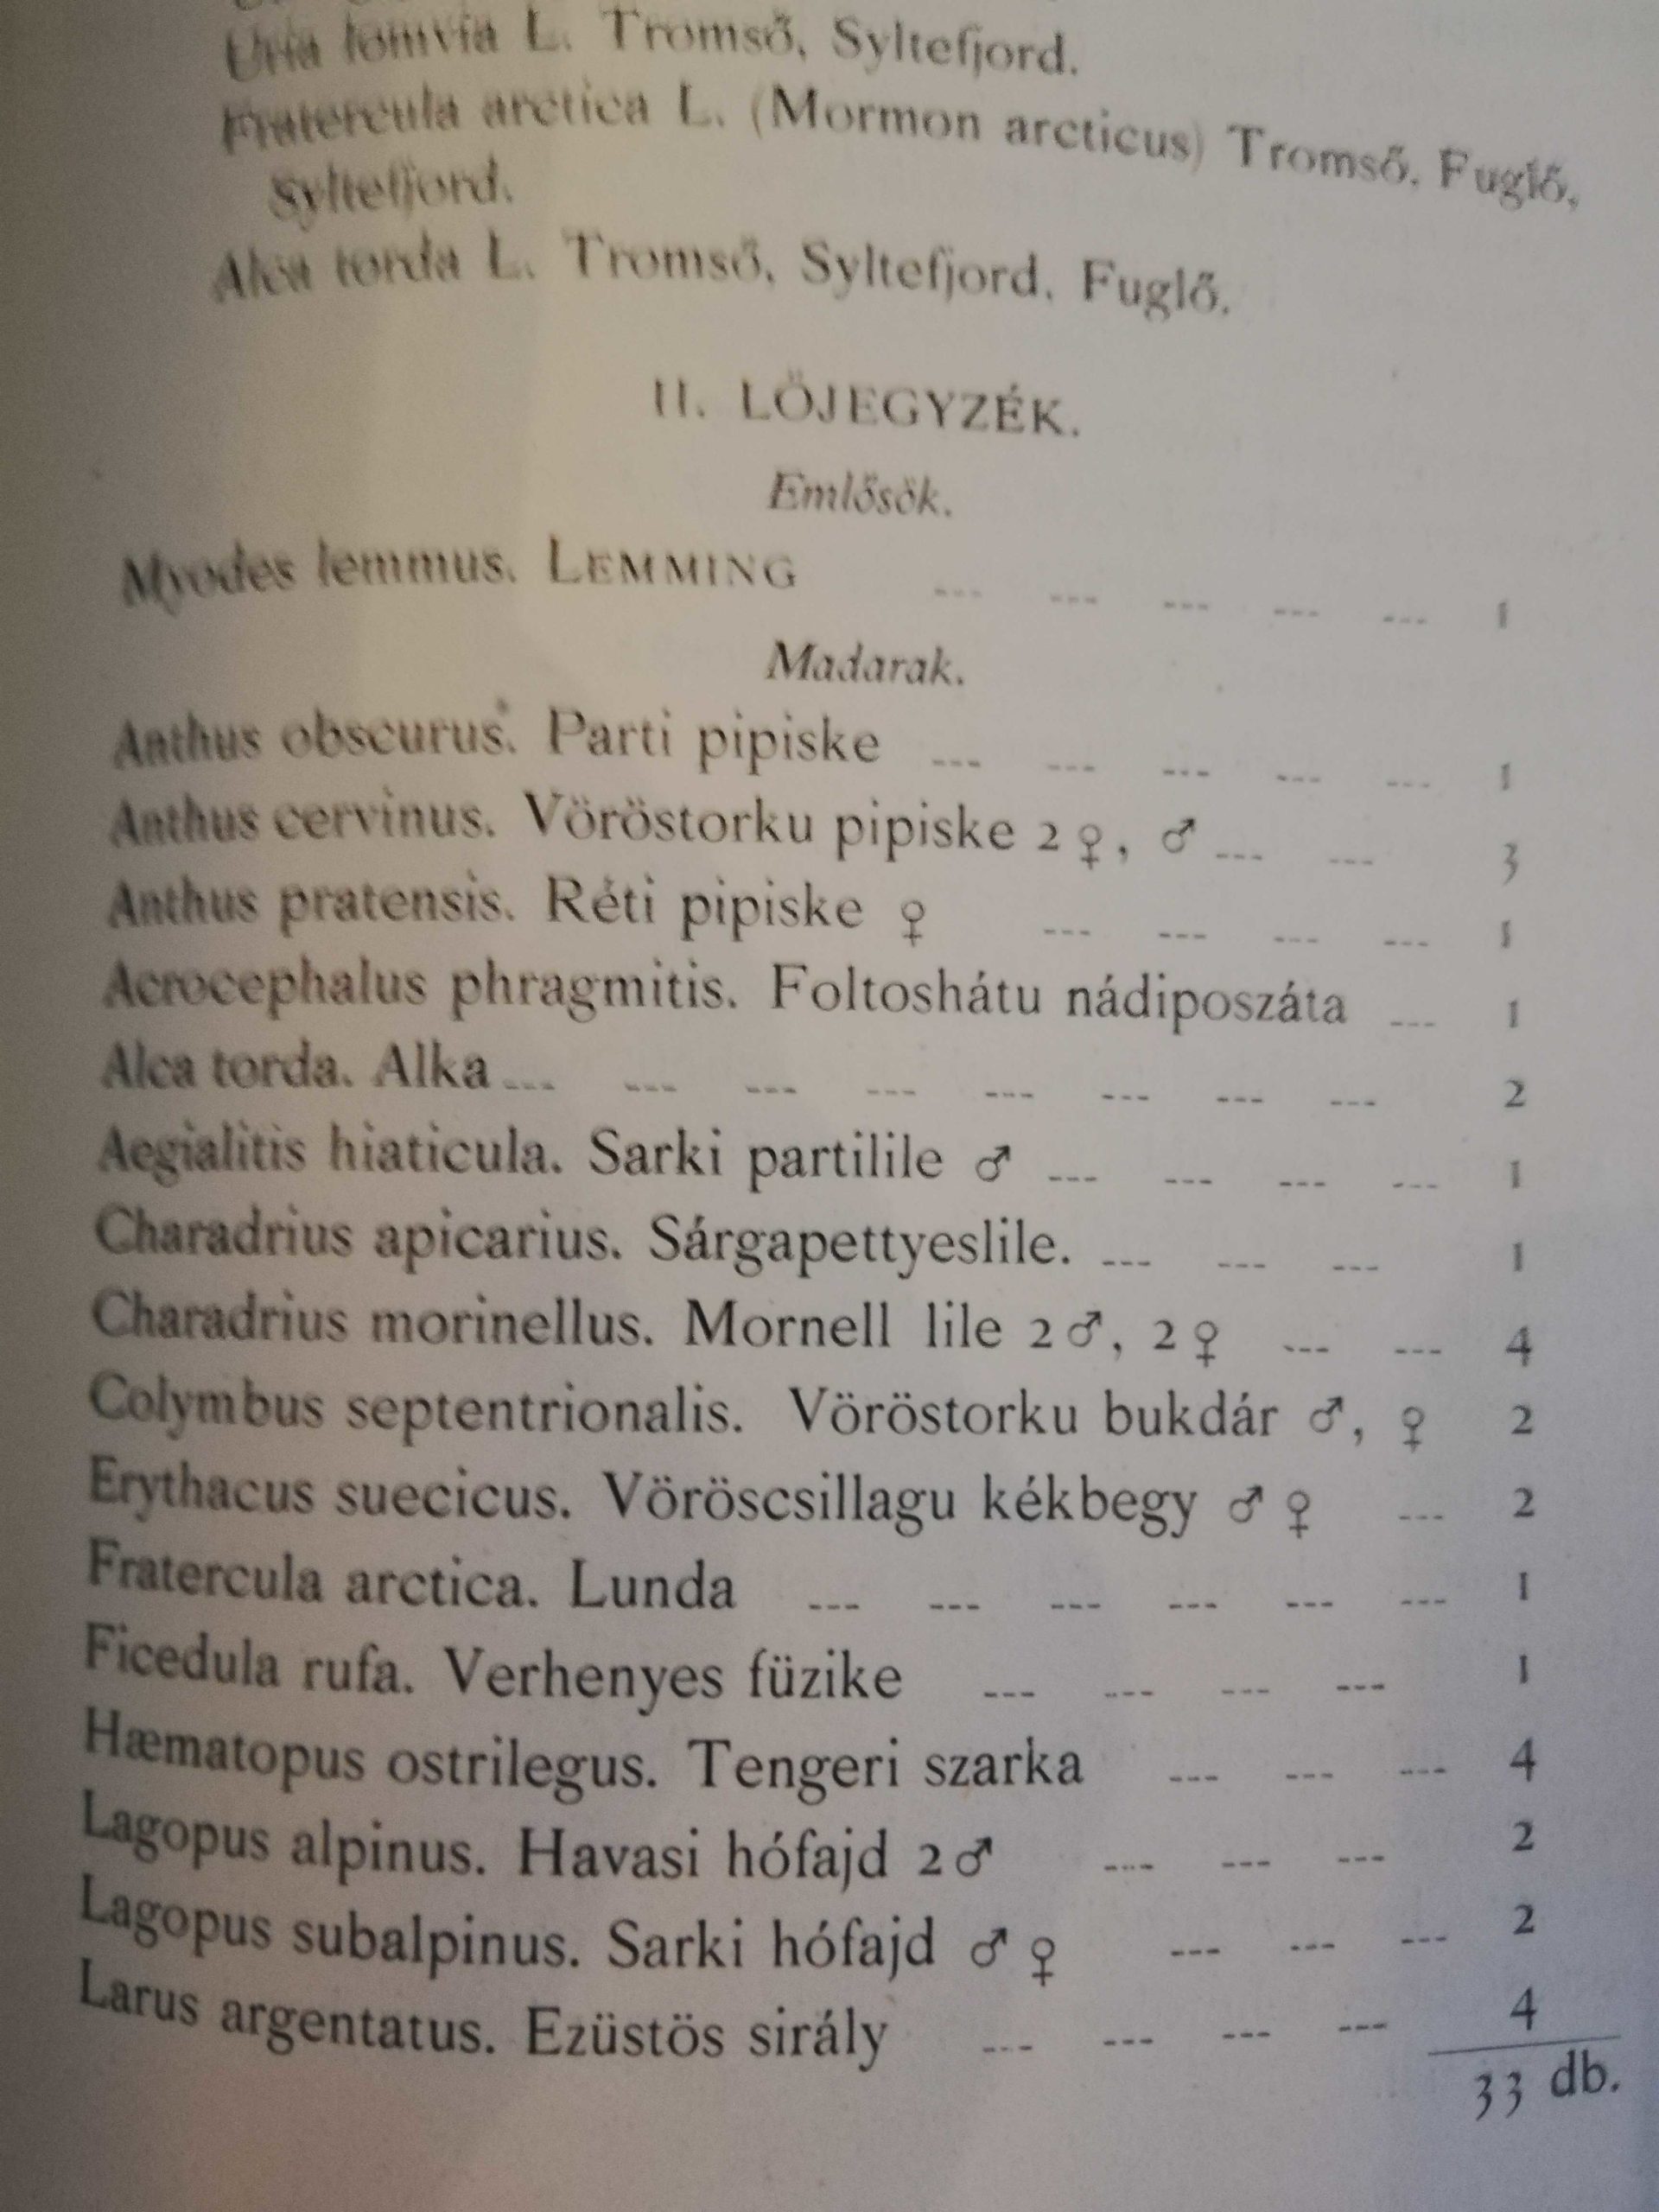 Uria lomvia L. Tromső, Syltefjord.
Fratercula arctica L. (Mormon arcticus) Tromső, Fuglő,
Syltefjord.
Alca torda L. Tromső, Syltefjord, Fuglő.
II. LŐJEGYZÉK.
Emlősök.
Myodes lemmus. LEMMING --- --- --- --- --- 1
Madarak.
Anthus obscurus. Parti pipiske --- --- --- --- --- 1
Anthus cervinus. Vöröstorku pipiske 2 ♀, ♂ --- --- 3
Anthus pratensis. Réti pipiske ♀ --- --- --- --- 1
Acrocephalus phragmitis. Foltoshátu nádiposzáta --- 1
Alca torda. Alka --- --- --- --- --- --- --- --- 2
Aegialitis hiaticula. Sarki partilile ♂ --- --- --- --- 1
Charadrius apicarius. Sárgapettyeslile. --- --- --- 1
Charadrius morinellus. Mornell lile 2 ♂, 2 ♀ --- --- 4
Colymbus septentrionalis. Vöröstorku bukdár ♂, ♀ 2
Erythacus suecicus. Vöröscsillagu kékbegy ♂ ♀ --- 2
Fratercula arctica. Lunda --- --- --- --- --- --- 1
Ficedula rufa. Verhenyes füzike --- --- --- --- 1
Hæmatopus ostrilegus. Tengeri szarka --- --- --- 4
Lagopus alpinus. Havasi hófajd 2 ♂ --- --- --- 2
Lagopus subalpinus. Sarki hófajd ♂ ♀ --- --- --- 2
Larus argentatus. Ezüstös sirály --- --- --- --- 4
33 db.